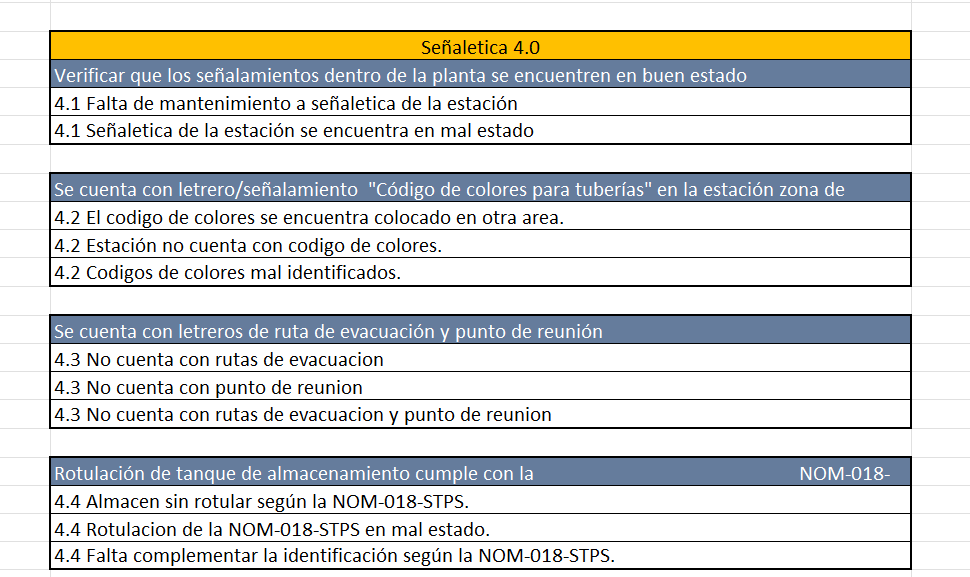 Señaletica 4.0
Verificar que los señalamientos dentro de la planta se encuentren en buen estado
4.1 Falta de mantenimiento a señaletica de la estación
4.1 Señaletica de la estación se encuentra en mal estado
Se cuenta con letrero/señalamiento  "Código de colores para tuberías" en la estación zona de
4.2 El codigo de colores se encuentra colocado en otra area.
4.2 Estación no cuenta con codigo de colores.
4.2 Codigos de colores mal identificados.
Se cuenta con letreros de ruta de evacuación y punto de reunión
4.3 No cuenta con rutas de evacuacion
4.3 No cuenta con punto de reunion
4.3 No cuenta con rutas de evacuacion y punto de reunion
Rotulación de tanque de almacenamiento cumple con la NOM-018-
4.4 Almacen sin rotular según la NOM-018-STPS.
4.4 Rotulacion de la NOM-018-STPS en mal estado.
4.4 Falta complementar la identificación según la NOM-018-STPS.